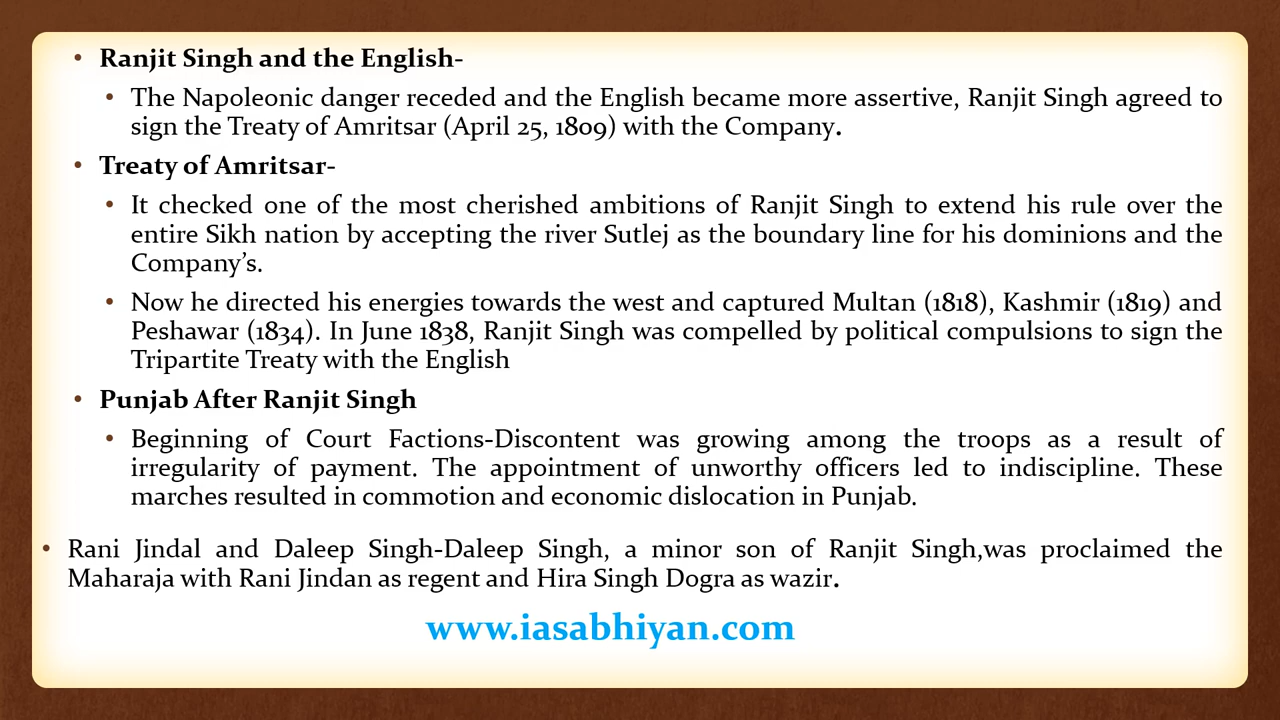 • Ranjit Singh and the English-
• The Napoleonic danger receded and the English became more assertive, Ranjit Singh agreed to
sign the Treaty of Amritsar (April 25, 1809) with the Company.
• Treaty of Amritsar-
• It checked one of the most cherished ambitions of Ranjit Singh to extend his rule over the
entire Sikh nation by accepting the river Sutlej as the boundary line for his dominions and the
Company’s.
• Now he directed his energies towards the west and captured Multan (1818), Kashmir (1819) and
Peshawar (1834). In June 1838, Ranjit Singh was compelled by political compulsions to sign the
Tripartite Treaty with the English
• Punjab After Ranjit Singh
• Beginning of Court Factions-Discontent was growing among the troops as a result of
irregularity of payment. The appointment of unworthy officers led to indiscipline. These
marches resulted in commotion and economic dislocation in Punjab.
• Rani Jindal and Daleep Singh-Daleep Singh, a minor son of Ranjit Singh,was proclaimed the
Maharaja with Rani Jindan as regent and Hira Singh Dogra as wazir.
www.iasabhiyan.com